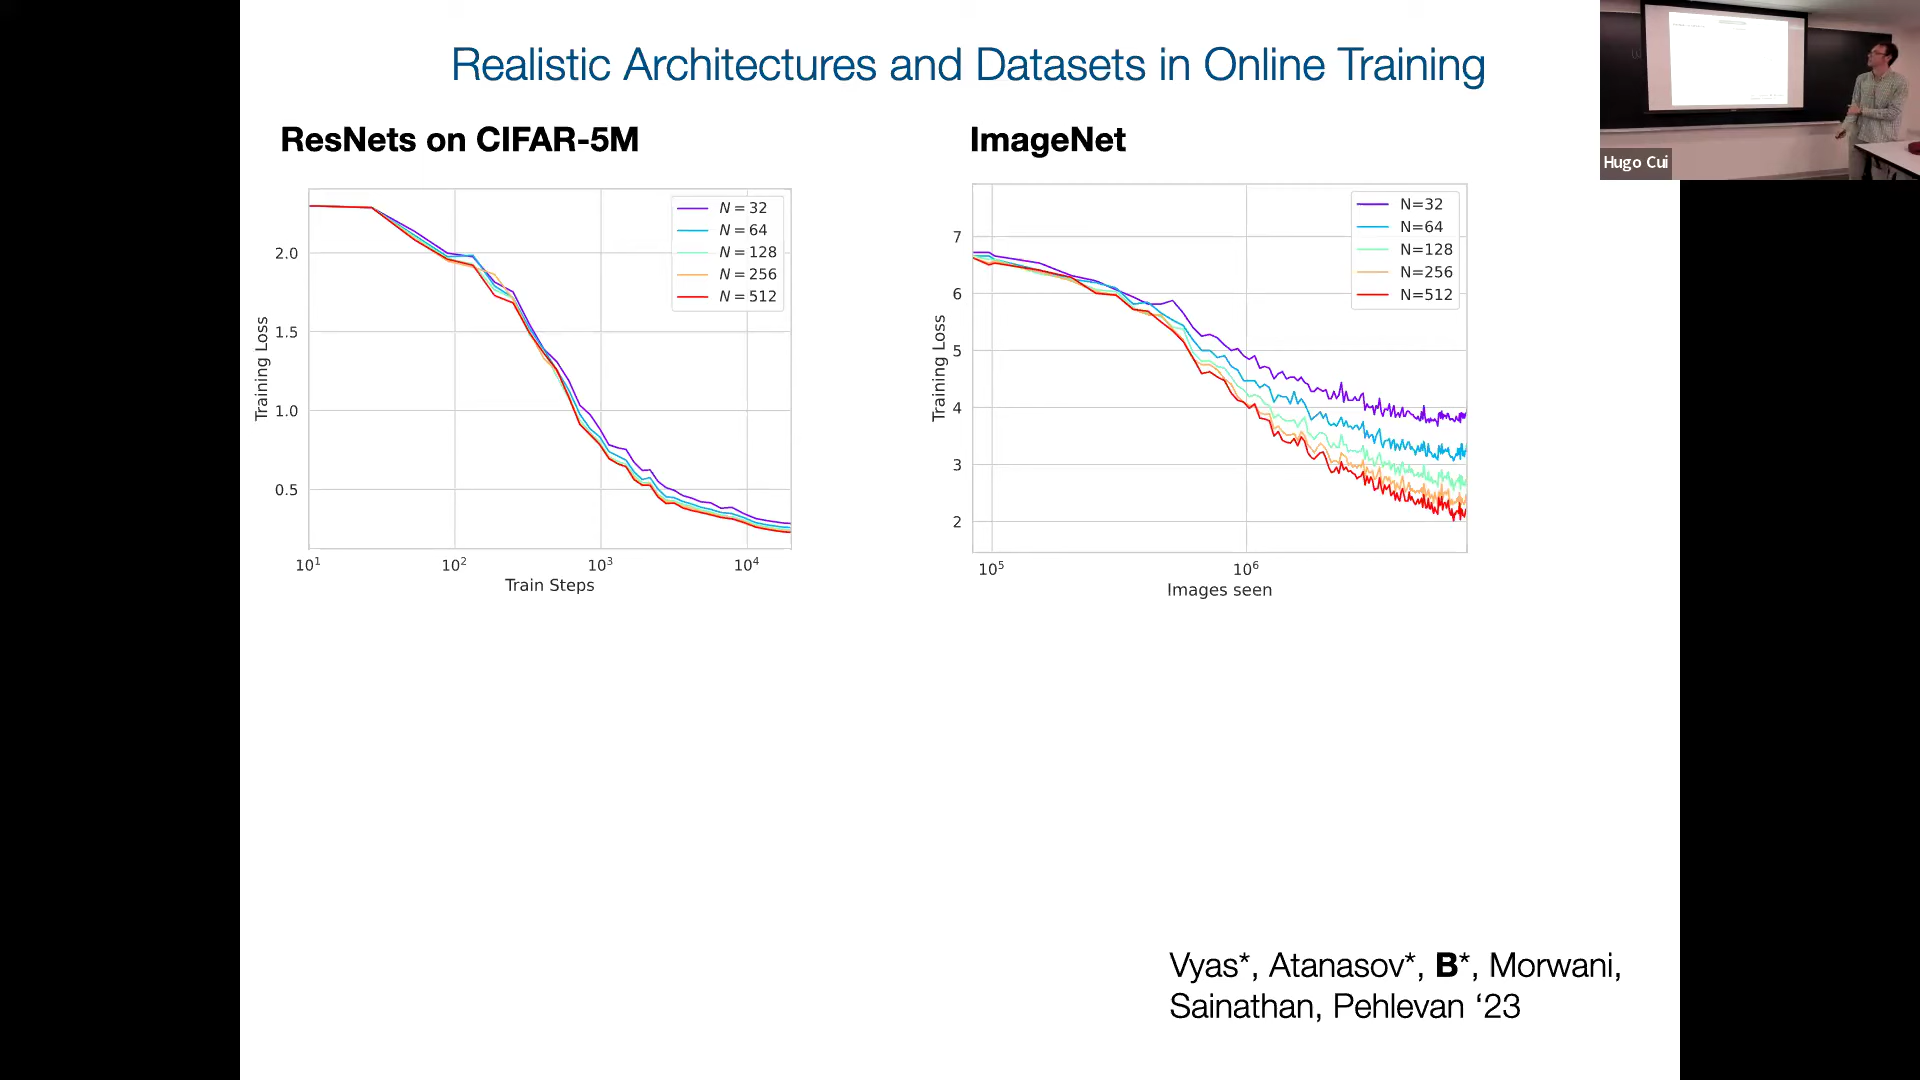 Realistic Architectures and Datasets in Online Training
ResNets on CIFAR-5M
ImageNet
Hugo Cui
N = 32
N = 64
N = 128
N = 256
N = 512
2.0
1.5
1.0
0.5
Training Loss
10¹
10²
10³
10⁴
Train Steps
N=32
N=64
N=128
N=256
N=512
7
6
5
4
3
2
Training Loss
10⁵
10⁶
Images seen
Vyas*, Atanasov*, B*, Morwani,
Sainathan, Pehlevan ‘23